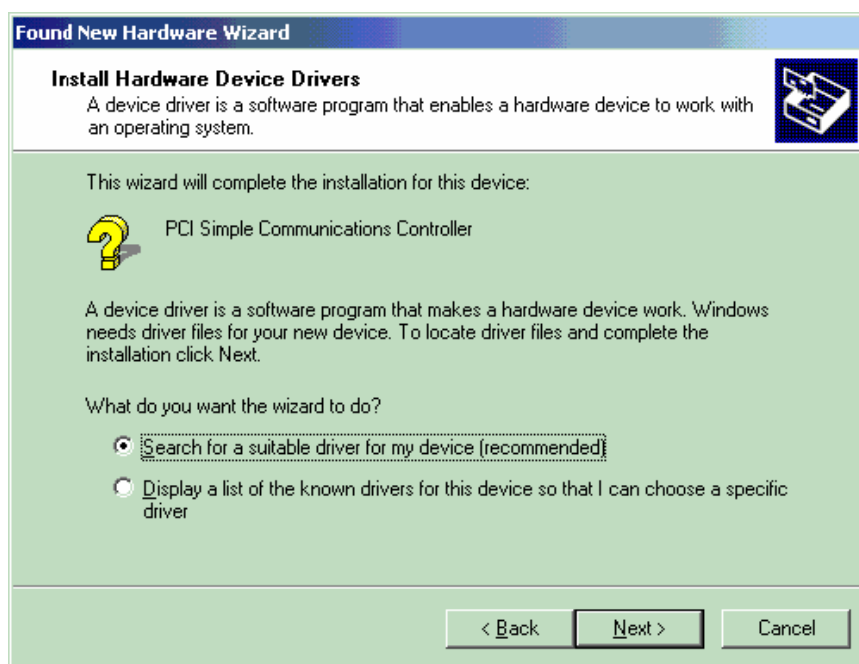 Found New Hardware Wizard
Install Hardware Device Drivers
A device driver is a software program that enables a hardware device to work with
an operating system.
This wizard will complete the installation for this device:
PCI Simple Communications Controller
A device driver is a software program that makes a hardware device work. Windows
needs driver files for your new device. To locate driver files and complete the
installation click Next.
What do you want the wizard to do?
Search for a suitable driver for my device (recommended)
Display a list of the known drivers for this device so that I can choose a specific
driver
< Back Next > Cancel